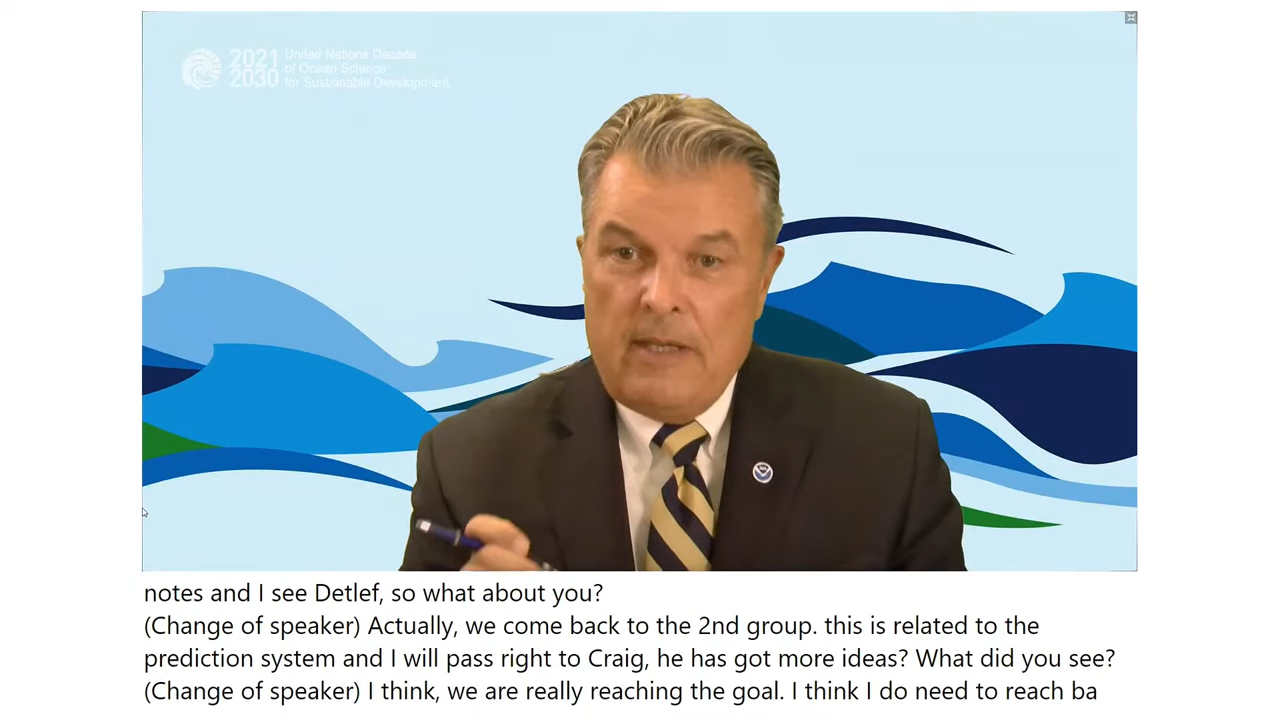 2021 United Nations Decade
of Ocean Science
2030 for Sustainable Development
notes and I see Detlef, so what about you?
(Change of speaker) Actually, we come back to the 2nd group. this is related to the
prediction system and I will pass right to Craig, he has got more ideas? What did you see?
(Change of speaker) I think, we are really reaching the goal. I think I do need to reach ba